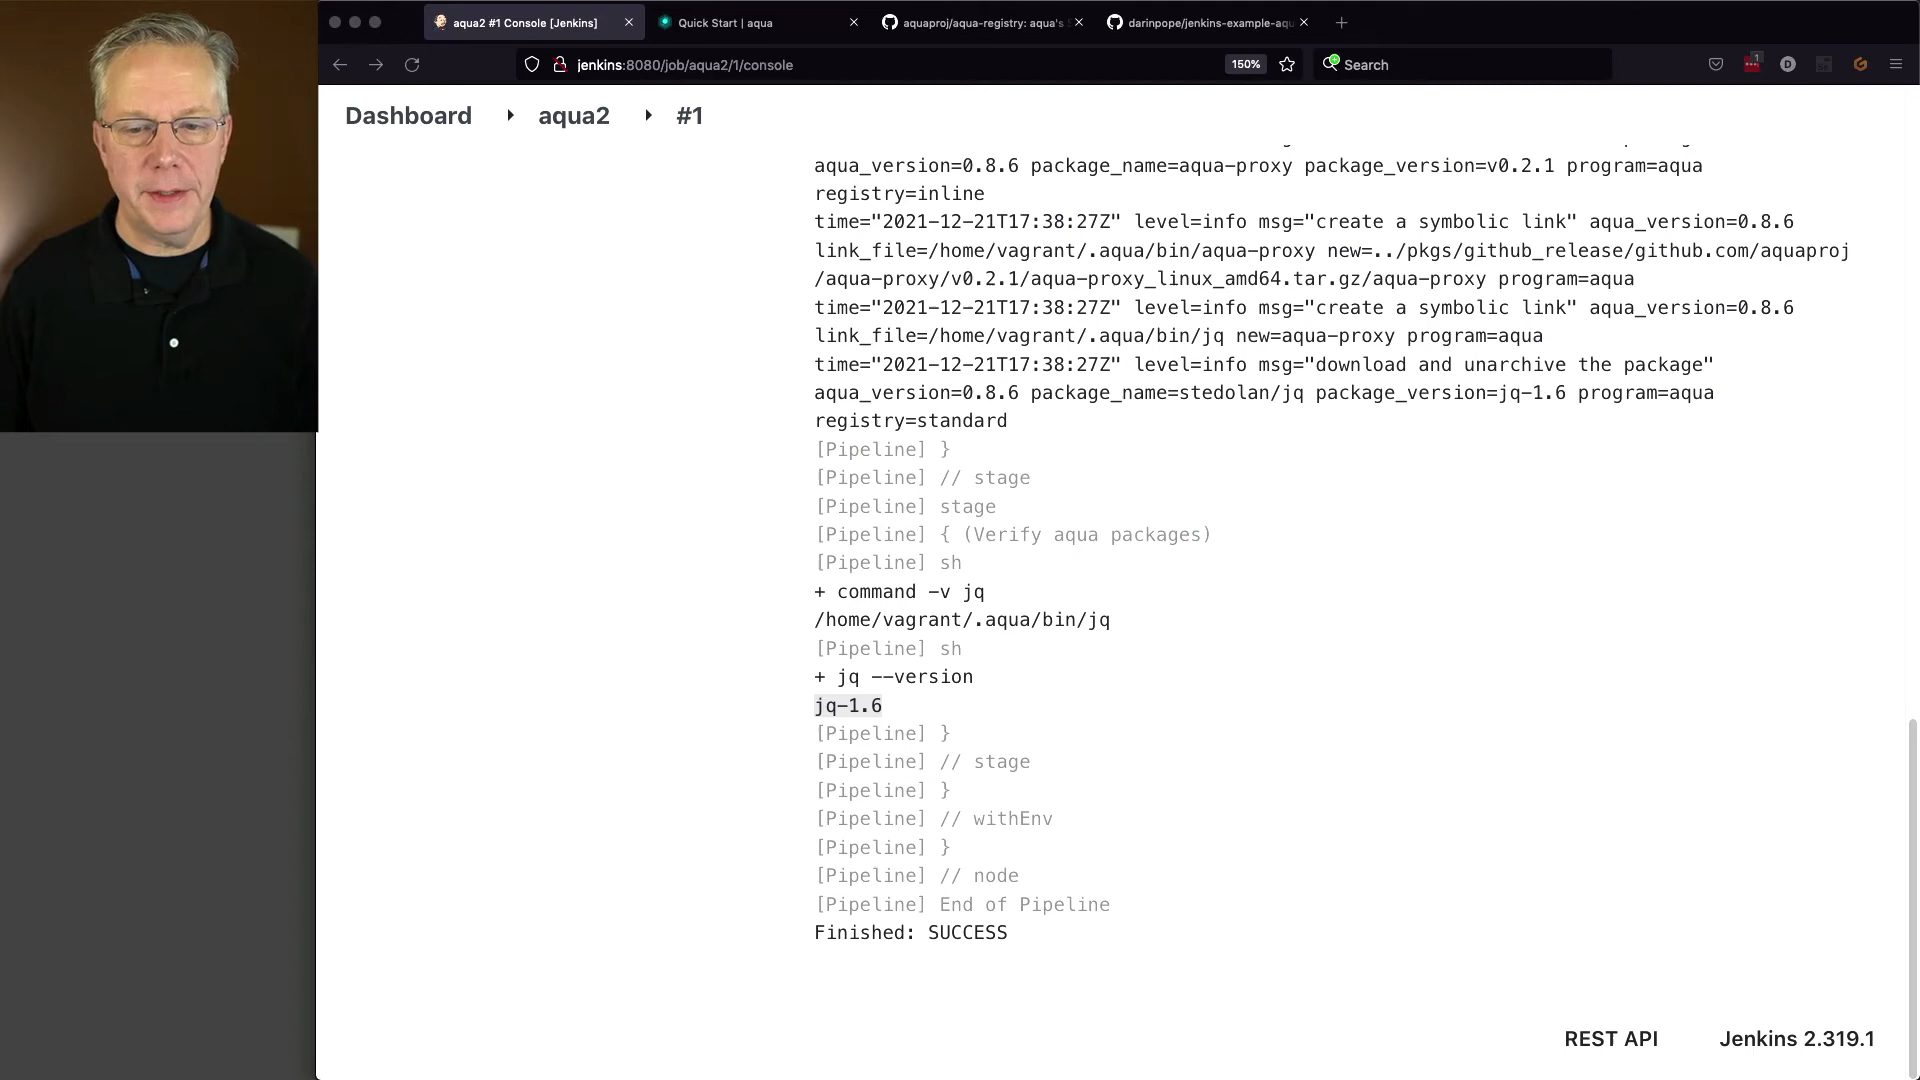 aqua2 #1 Console [Jenkins]
Quick Start | aqua
aquaproj/aqua-registry: aqua's
darinpope/jenkins-example-aqu
jenkins:8080/job/aqua2/1/console
150%
Search
1
D
G
Dashboard
aqua2
#1
aqua_version=0.8.6 package_name=aqua-proxy package_version=v0.2.1 program=aqua
registry=inline
time="2021-12-21T17:38:27Z" level=info msg="create a symbolic link" aqua_version=0.8.6
link_file=/home/vagrant/.aqua/bin/aqua-proxy new=../pkgs/github_release/github.com/aquaproj
/aqua-proxy/v0.2.1/aqua-proxy_linux_amd64.tar.gz/aqua-proxy program=aqua
time="2021-12-21T17:38:27Z" level=info msg="create a symbolic link" aqua_version=0.8.6
link_file=/home/vagrant/.aqua/bin/jq new=aqua-proxy program=aqua
time="2021-12-21T17:38:27Z" level=info msg="download and unarchive the package"
aqua_version=0.8.6 package_name=stedolan/jq package_version=jq-1.6 program=aqua
registry=standard
[Pipeline] }
[Pipeline] // stage
[Pipeline] stage
[Pipeline] { (Verify aqua packages)
[Pipeline] sh
+ command -v jq
/home/vagrant/.aqua/bin/jq
[Pipeline] sh
+ jq --version
jq-1.6
[Pipeline] }
[Pipeline] // stage
[Pipeline] }
[Pipeline] // withEnv
[Pipeline] }
[Pipeline] // node
[Pipeline] End of Pipeline
Finished: SUCCESS
REST API
Jenkins 2.319.1